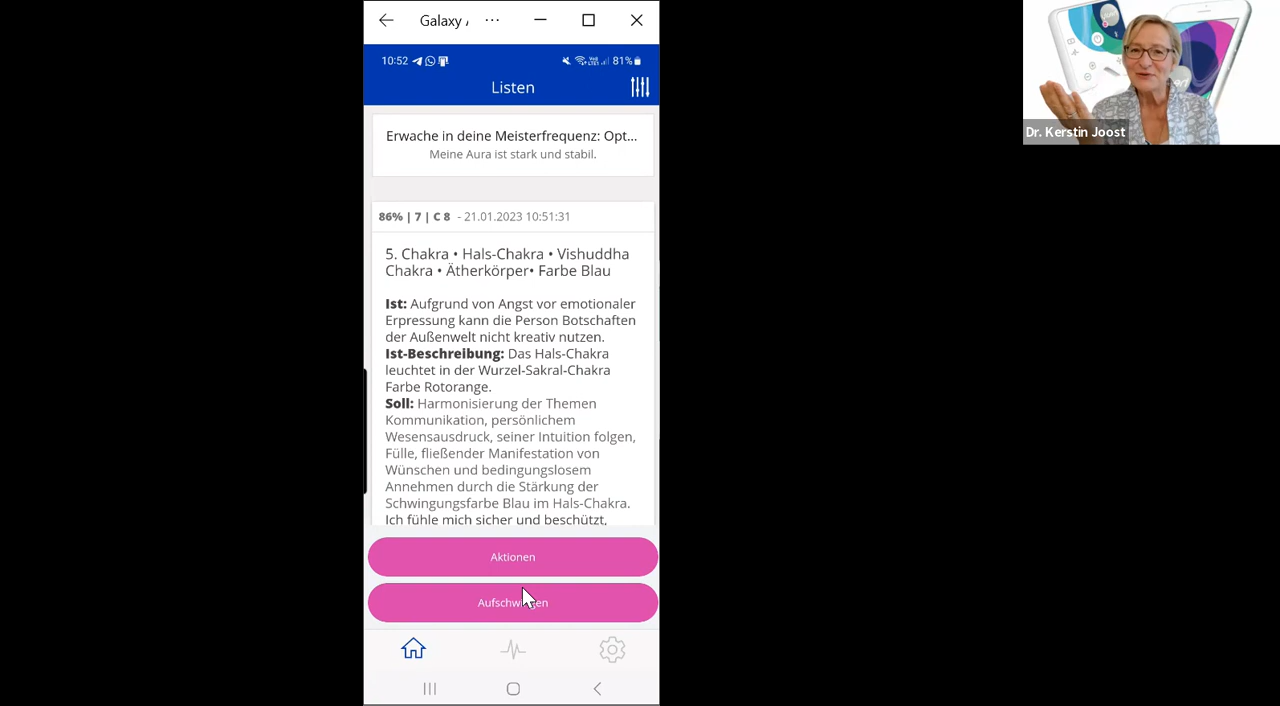 Galaxy A ...
10:52 81%
Listen
Erwache in deine Meisterfrequenz: Opt...
Meine Aura ist stark und stabil.
86% | 7 | C 8 - 21.01.2023 10:51:31
5. Chakra • Hals-Chakra • Vishuddha
Chakra • Ätherkörper• Farbe Blau
Ist: Aufgrund von Angst vor emotionaler
Erpressung kann die Person Botschaften
der Außenwelt nicht kreativ nutzen.
Ist-Beschreibung: Das Hals-Chakra
leuchtet in der Wurzel-Sakral-Chakra
Farbe Rotorange.
Soll: Harmonisierung der Themen
Kommunikation, persönlichem
Wesensausdruck, seiner Intuition folgen,
Fülle, fließender Manifestation von
Wünschen und bedingungslosem
Annehmen durch die Stärkung der
Schwingungsfarbe Blau im Hals-Chakra.
Ich fühle mich sicher und beschützt,
Aktionen
Aufschwingen
Dr. Kerstin Joost